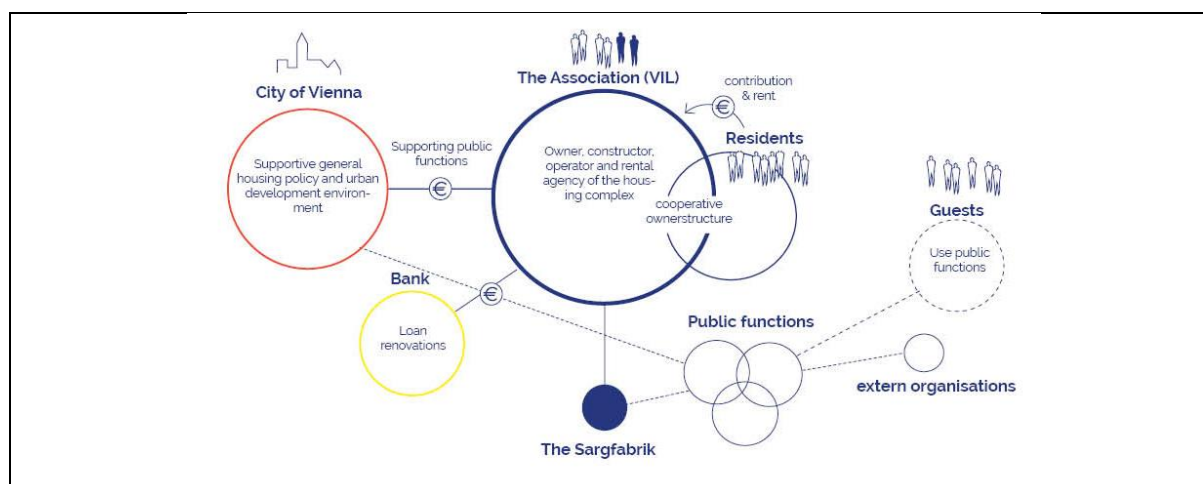 City of Vienna
Supportive general
housing policy and urban
development environ-
ment
Supporting public
functions
€
The Association (VIL)
Owner, constructor,
operator and rental
agency of the hous-
ing complex
contribution
& rent
€
Residents
cooperative
ownerstructure
Guests
Use public
functions
Bank
€
Loan
renovations
Public functions
extern organisations
The Sargfabrik